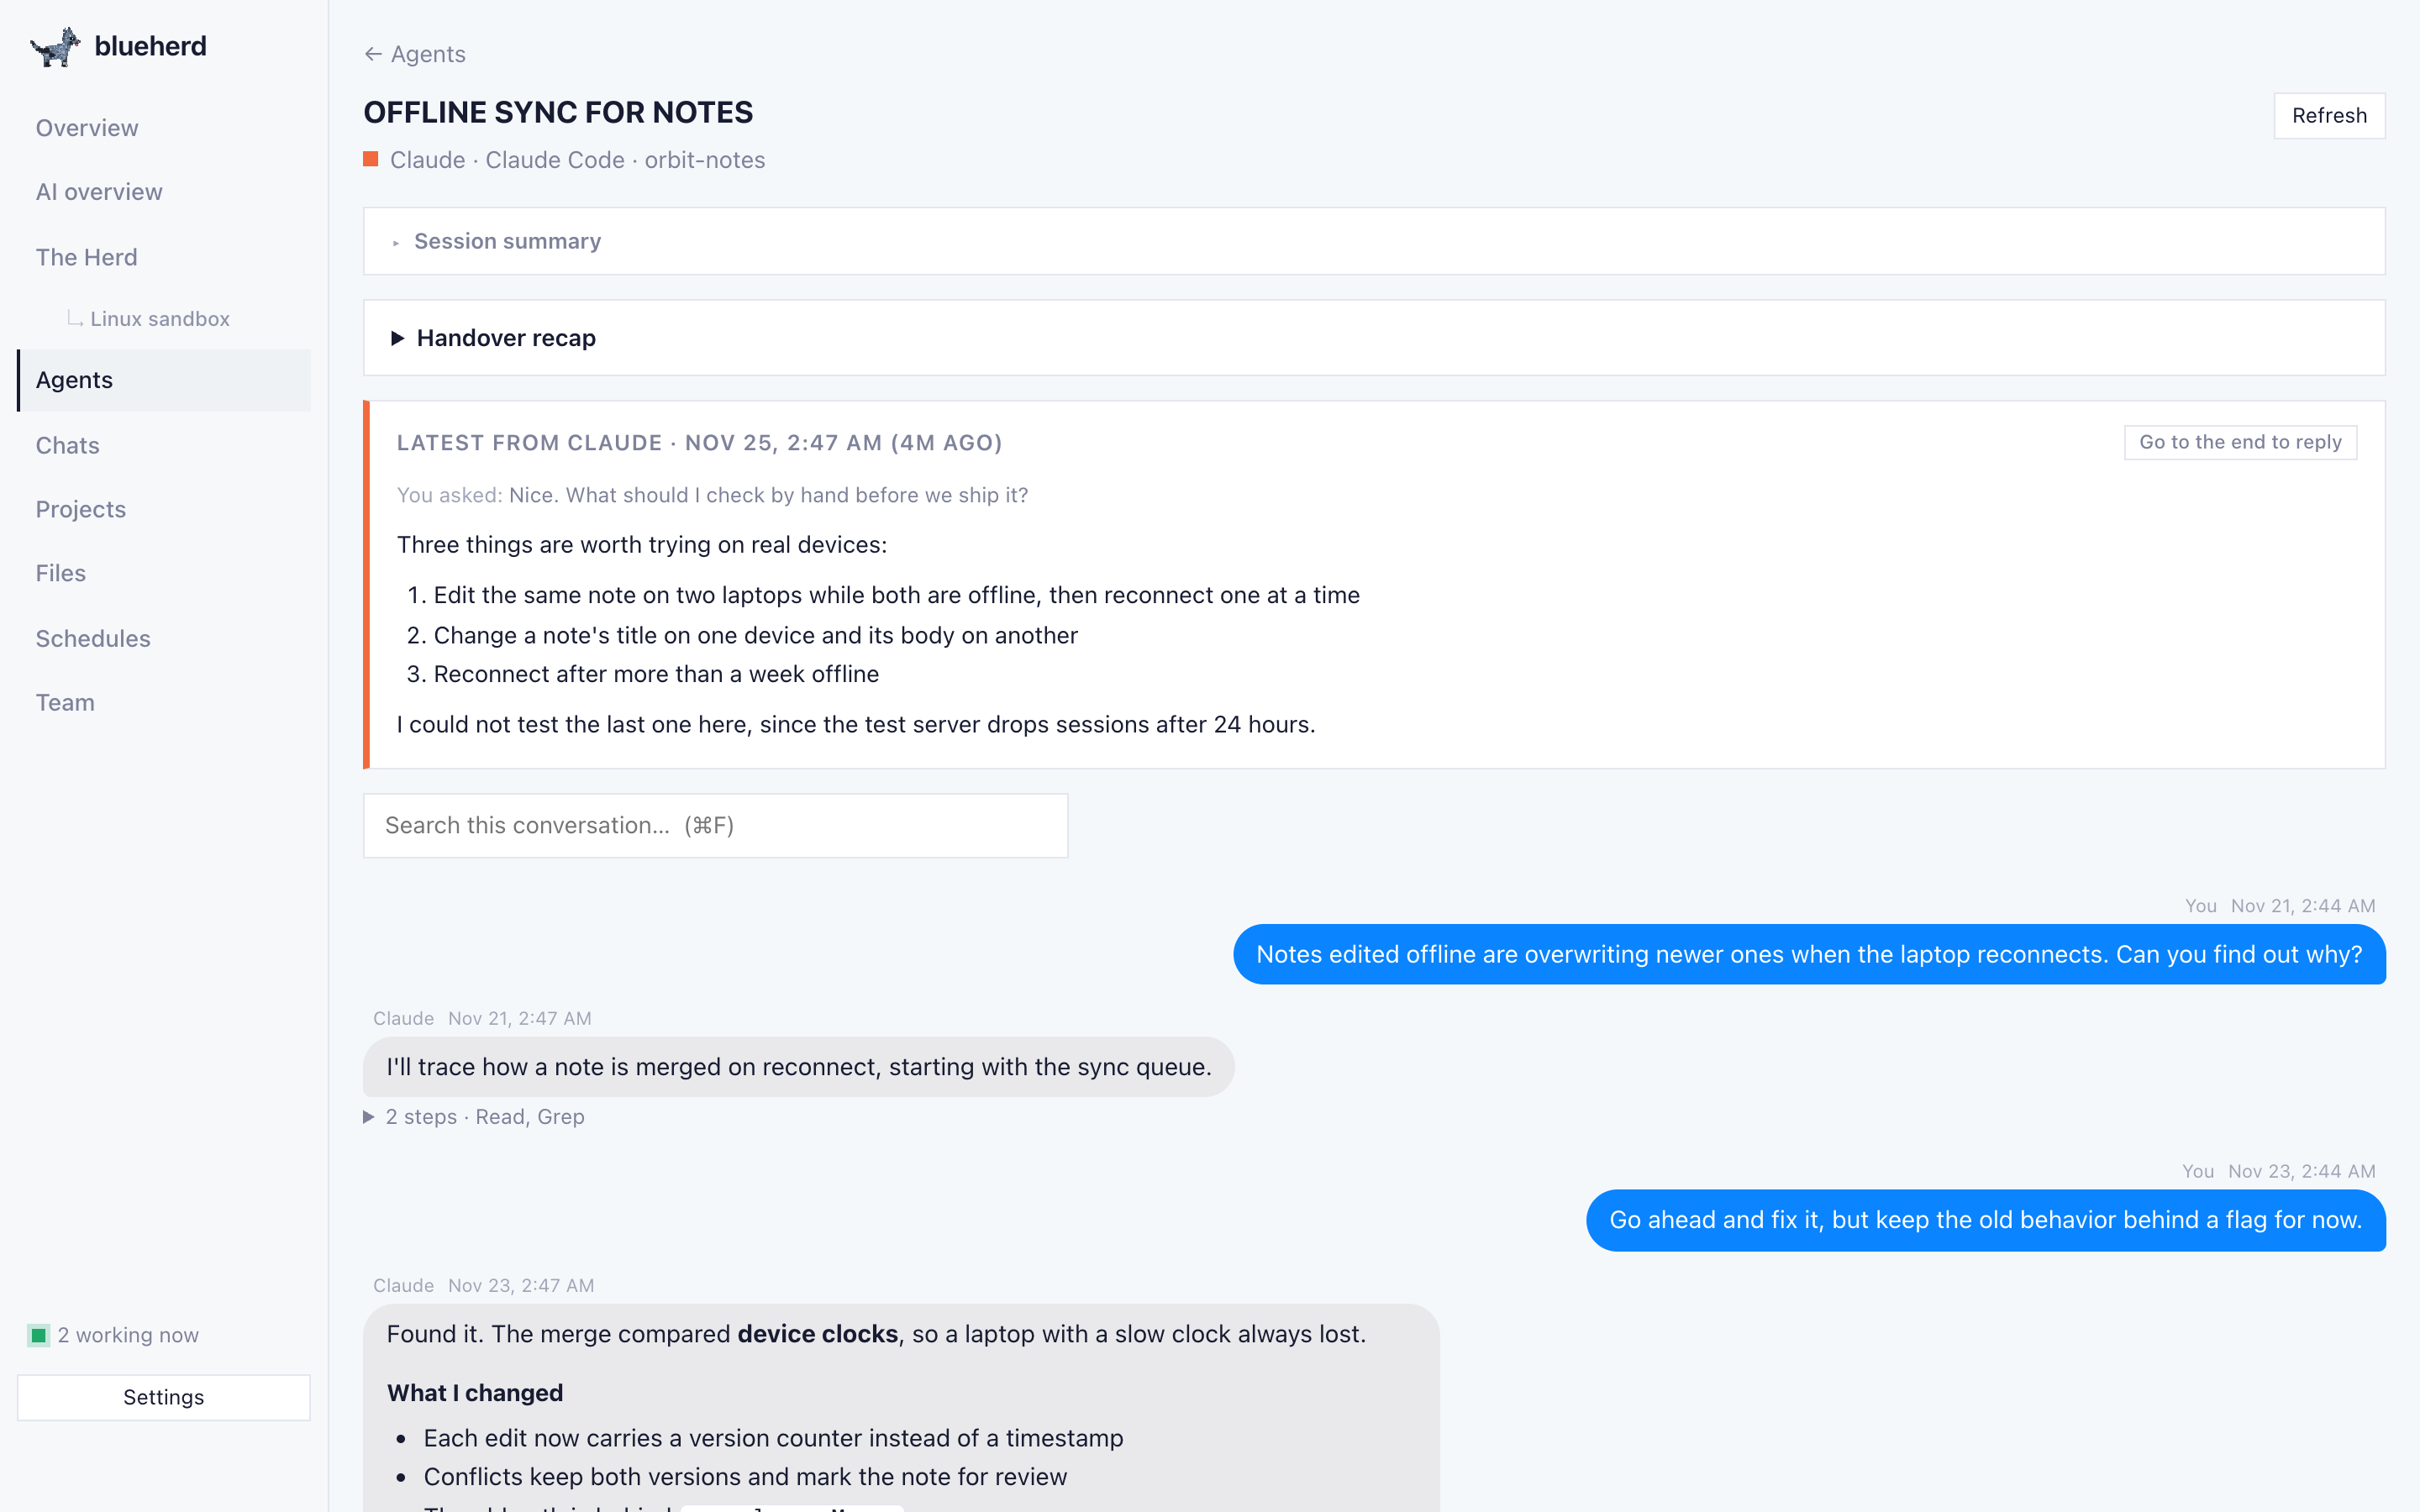 blueherd
Overview
AI overview
The Herd
Linux sandbox
Agents
Chats
Projects
Files
Schedules
Team
2 working now
Settings
← Agents
OFFLINE SYNC FOR NOTES
Refresh
Claude · Claude Code · orbit-notes
▸ Session summary
▶ Handover recap
LATEST FROM CLAUDE · NOV 25, 2:47 AM (4M AGO)
Go to the end to reply
You asked: Nice. What should I check by hand before we ship it?
Three things are worth trying on real devices:
1. Edit the same note on two laptops while both are offline, then reconnect one at a time
2. Change a note's title on one device and its body on another
3. Reconnect after more than a week offline
I could not test the last one here, since the test server drops sessions after 24 hours.
Search this conversation... (⌘F)
You Nov 21, 2:44 AM
Notes edited offline are overwriting newer ones when the laptop reconnects. Can you find out why?
Claude Nov 21, 2:47 AM
I'll trace how a note is merged on reconnect, starting with the sync queue.
▶ 2 steps · Read, Grep
You Nov 23, 2:44 AM
Go ahead and fix it, but keep the old behavior behind a flag for now.
Claude Nov 23, 2:47 AM
Found it. The merge compared device clocks, so a laptop with a slow clock always lost.
What I changed
• Each edit now carries a version counter instead of a timestamp
• Conflicts keep both versions and mark the note for review